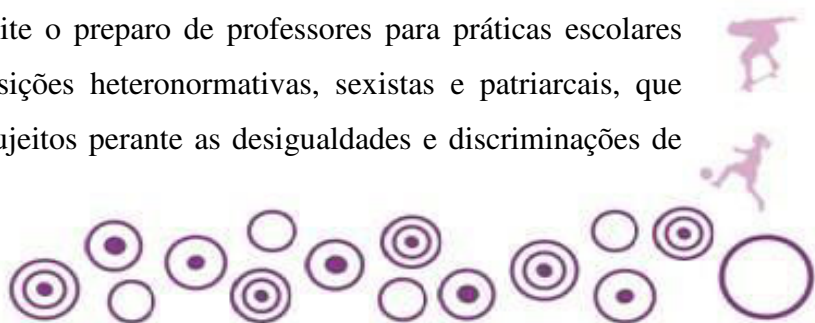 ite o preparo de professores para práticas escolares
sições heteronormativas, sexistas e patriarcais, que
ujeitos perante as desigualdades e discriminações de